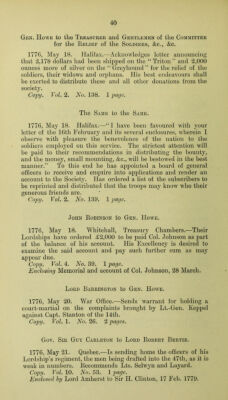 40
Gen. Howe to the Treasurer and Gentlemen of the Committee
for the Relief of the Soldiers, &c., &c.
1776, May 18. Halifax.—Acknowledges letter announcing
that 2,178 dollars had been shipped on the "Triton" and 2,000
ounces more of silver on the "Greyhound" for the relief of the
soldiers, their widows and orphans. His best endeavours shall
be exerted to distribute these and all other donations from the
society.
Copy. Vol. 2. No. 138. 1 page.
The Same to the Same.
1776, May 18. Halifax.—"I have been favoured with your
letter of the 16th February and its several enclosures, wherein I
observe with pleasure the benevolence of the nation to the
soldiers employed on this service. The strictest attention will
be paid to their recommendations in distributing the bounty,
and the money, small mounting, &c., will be bestowed in the best
manner." To this end he has appointed a board of general
officers to receive and enquire into applications and render an
account to the Society. Has ordered a list of the subscribers to
be reprinted and distributed that the troops may know who their
generous friends are.
Copy. Vol. 2. No. 139. 1 page.
John Robinson to Gen. Howe.
1776, May 18. Whitehall, Treasury Chambers.—Their
Lordships have ordered £2,000 to be paid Col. Johnson as part
of the balance of his account. His Excellency is desired to
examine the said account and pay such further sum as may
appear due.
Copy. Vol. 4. No. 39. 1 page.
Enclosing Memorial and account of Col. Johnson, 28 March.
Lord Barrington to Gen. Howe.
1776, May 20. War Office.—Sends warrant for holding a
court-martial on the complaints brought by Lt.-Gen. Keppel
against Capt. Stanton of the 14th.
Copy. Vol. 1. No. 26. 2 pages.
Gov. Sir Guy Carleton to Lord Robert Bertie.
1776, May 21. Quebec.—Is sending home the officers of his
Lordship's regiment, the men being drafted into the 47th, as it is
weak in numbers. Recommends Lts. Selwyn and Layard.
Copy. Vol. 10. No. 55. 1 page.
Enclosed by Lord Amherst to Sir H. Clinton, 17 Feb. 1779.